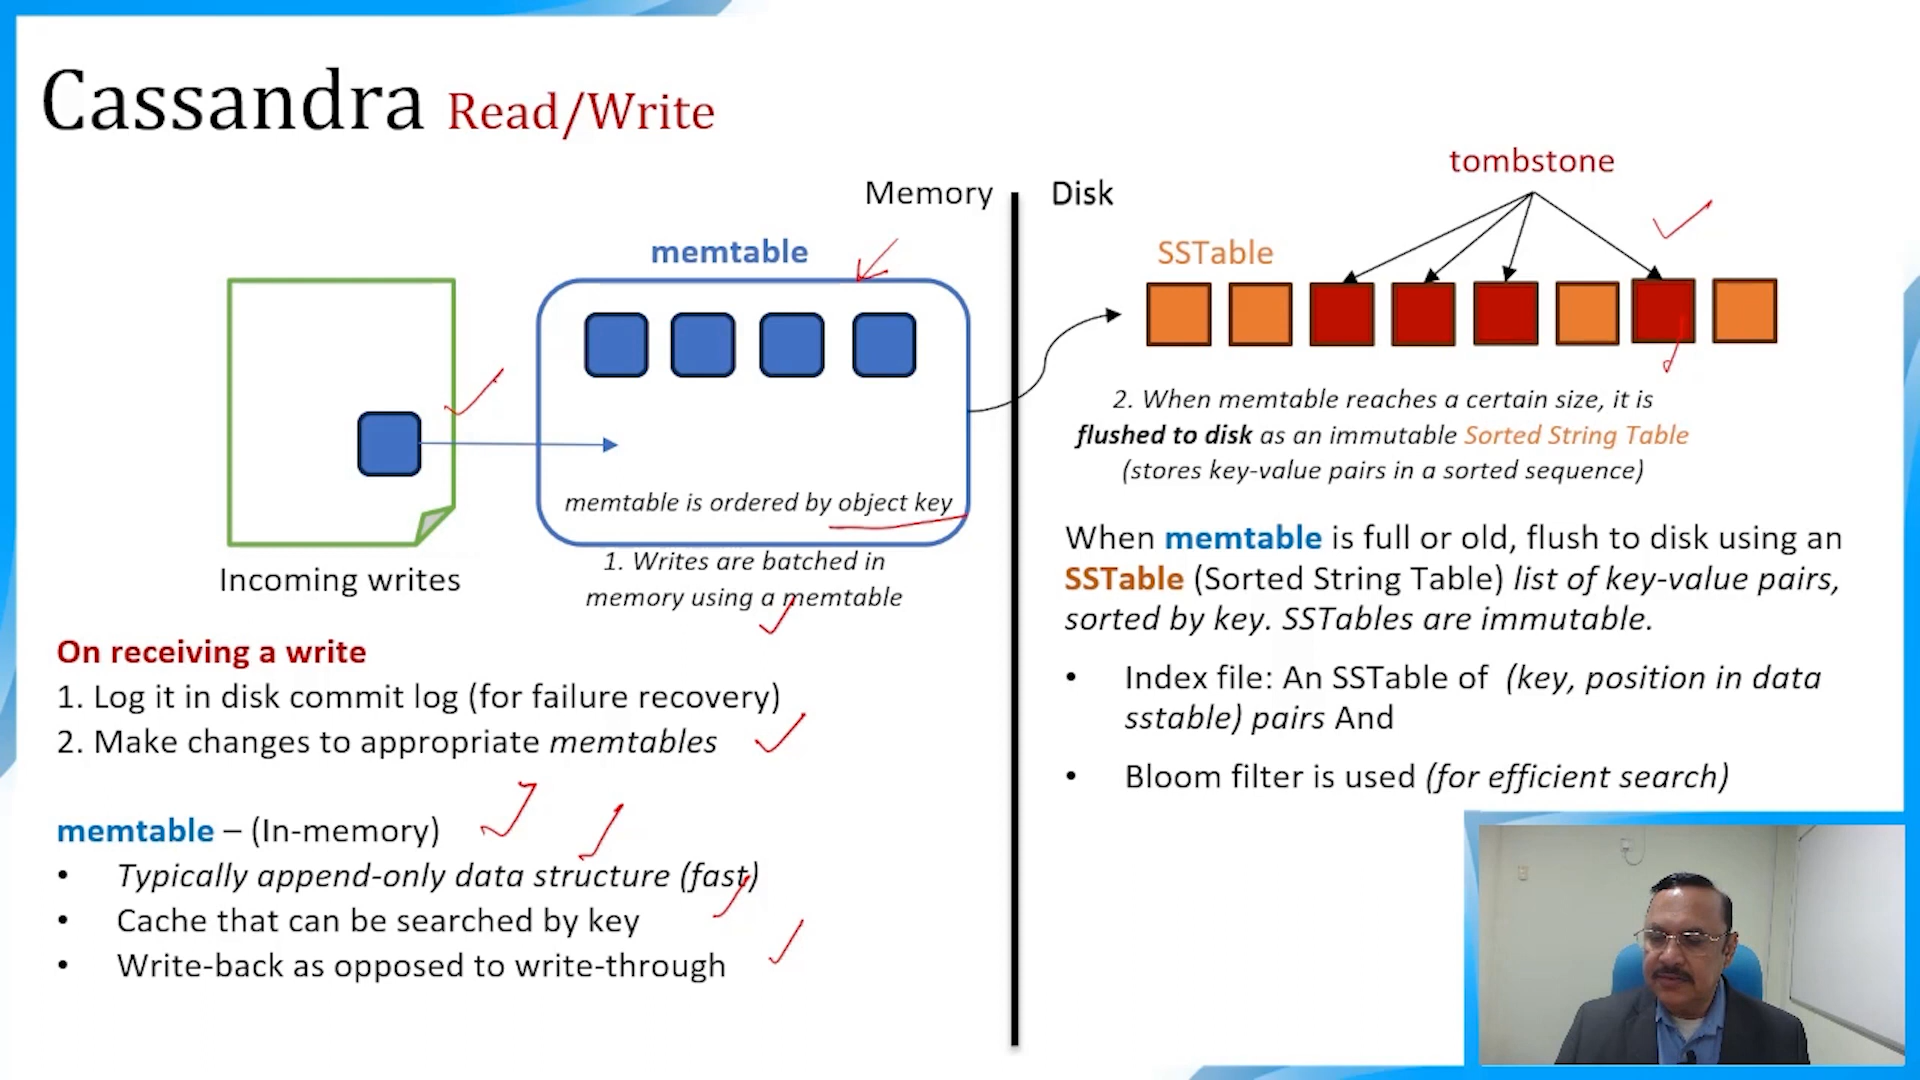 Cassandra Read/Write
Memory
Disk
tombstone
memtable
SSTable
memtable is ordered by object key
Incoming writes
1. Writes are batched in
memory using a memtable
2. When memtable reaches a certain size, it is
flushed to disk as an immutable Sorted String Table
(stores key-value pairs in a sorted sequence)
On receiving a write
1. Log it in disk commit log (for failure recovery)
2. Make changes to appropriate memtables
memtable – (In-memory)
• Typically append-only data structure (fast)
• Cache that can be searched by key
• Write-back as opposed to write-through
When memtable is full or old, flush to disk using an
SSTable (Sorted String Table) list of key-value pairs,
sorted by key. SSTables are immutable.
• Index file: An SSTable of (key, position in data
sstable) pairs And
• Bloom filter is used (for efficient search)